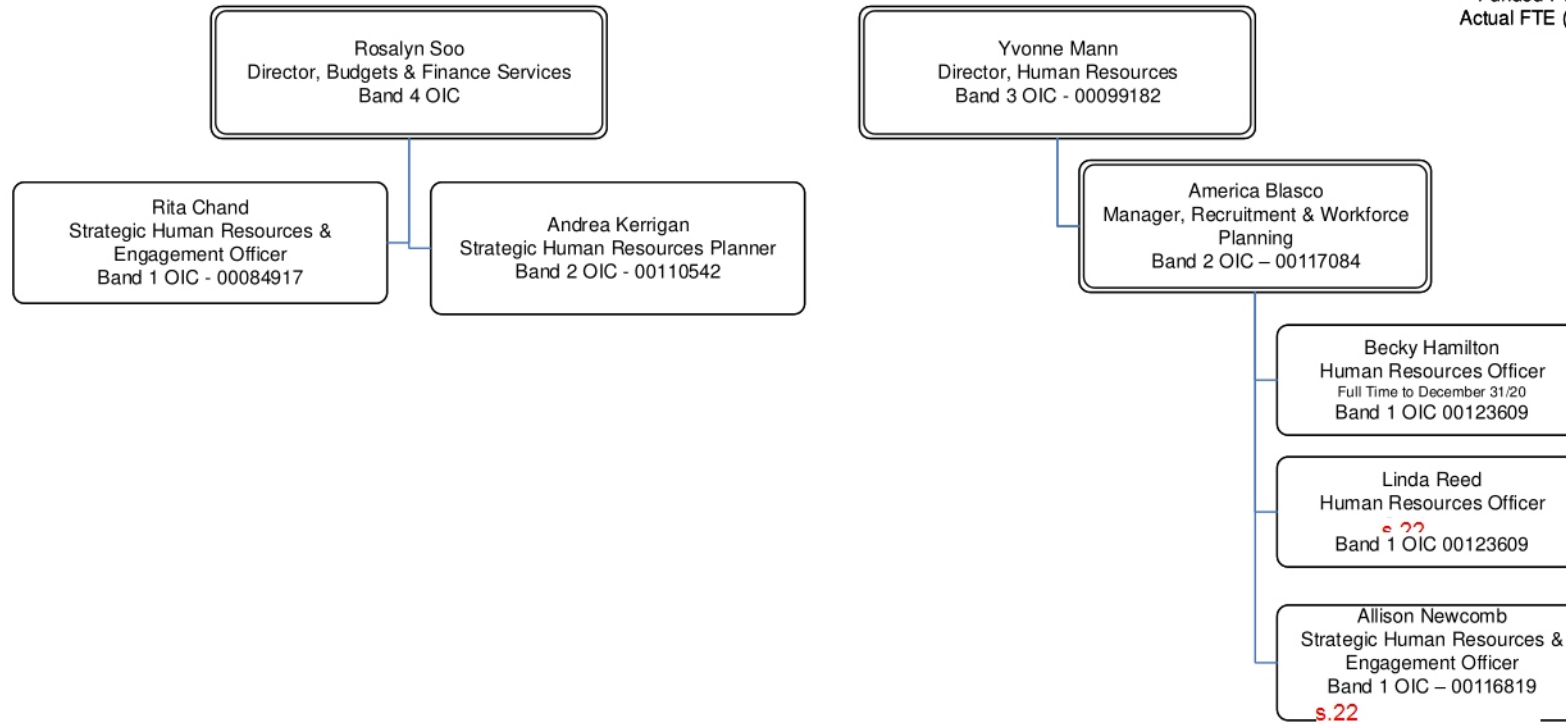 Actual FTE (
Rosalyn Soo
Director, Budgets & Finance Services
Band 4 OIC
Yvonne Mann
Director, Human Resources
Band 3 OIC - 00099182
Rita Chand
Strategic Human Resources &
Engagement Officer
Band 1 OIC - 00084917
Andrea Kerrigan
Strategic Human Resources Planner
Band 2 OIC - 00110542
America Blasco
Manager, Recruitment & Workforce
Planning
Band 2 OIC – 00117084
Becky Hamilton
Human Resources Officer
Full Time to December 31/20
Band 1 OIC 00123609
Linda Reed
Human Resources Officer
s.22
Band 1 OIC 00123609
Allison Newcomb
Strategic Human Resources &
Engagement Officer
Band 1 OIC – 00116819
s.22